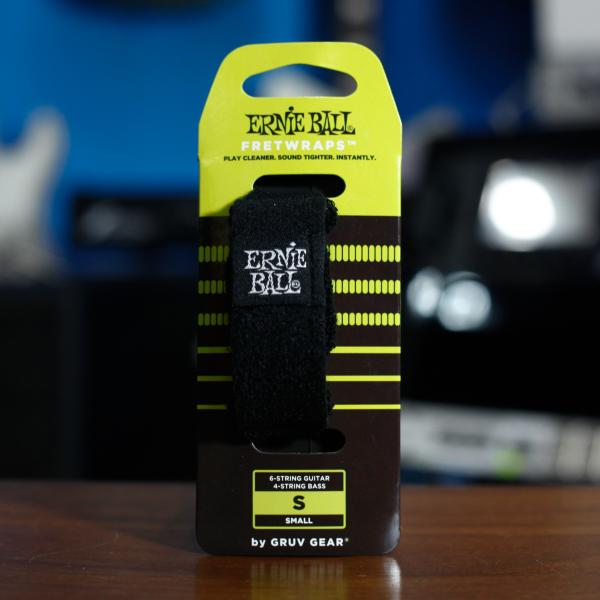 ERNIE BALL®
FRETWRAPS™
PLAY CLEANER. SOUND TIGHTER. INSTANTLY.
ERNIE
BALL®
6-STRING GUITAR
4-STRING BASS
S
SMALL
by GRUV GEAR®